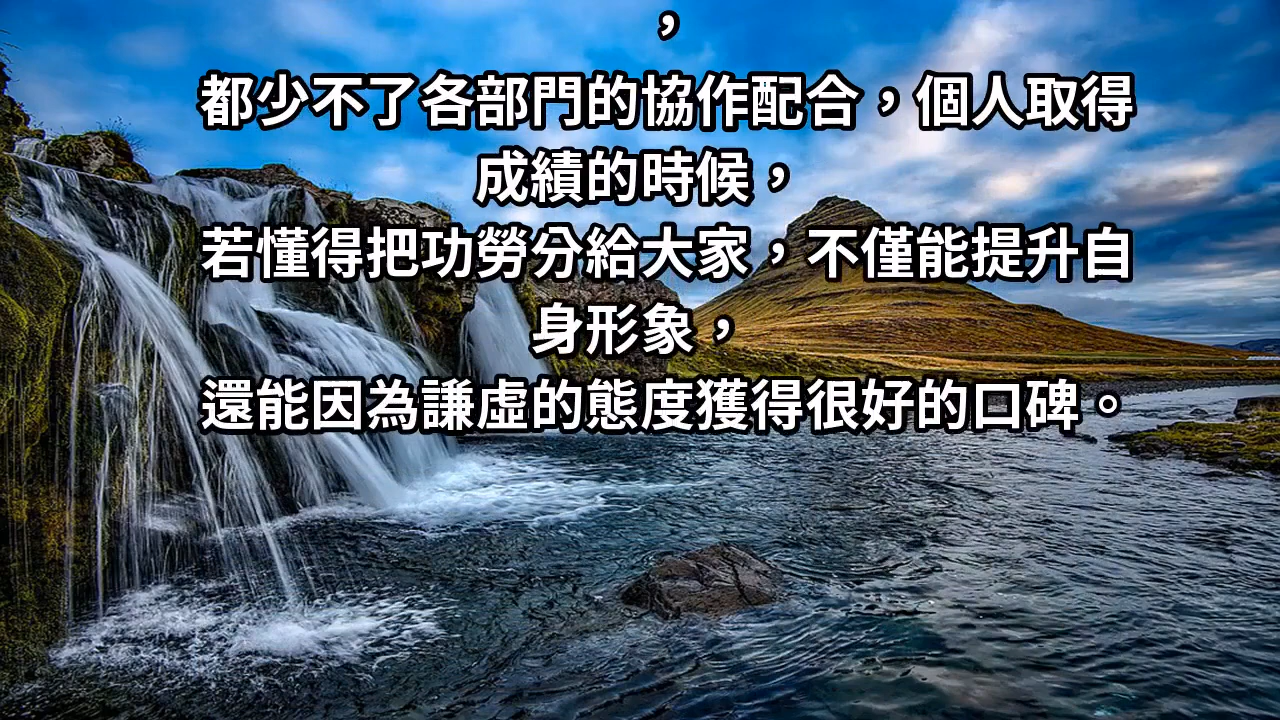 ，
都少不了各部門的協作配合，個人取得
成績的時候，
若懂得把功勞分給大家，不僅能提升自
身形象，
還能因為謙虛的態度獲得很好的口碑。